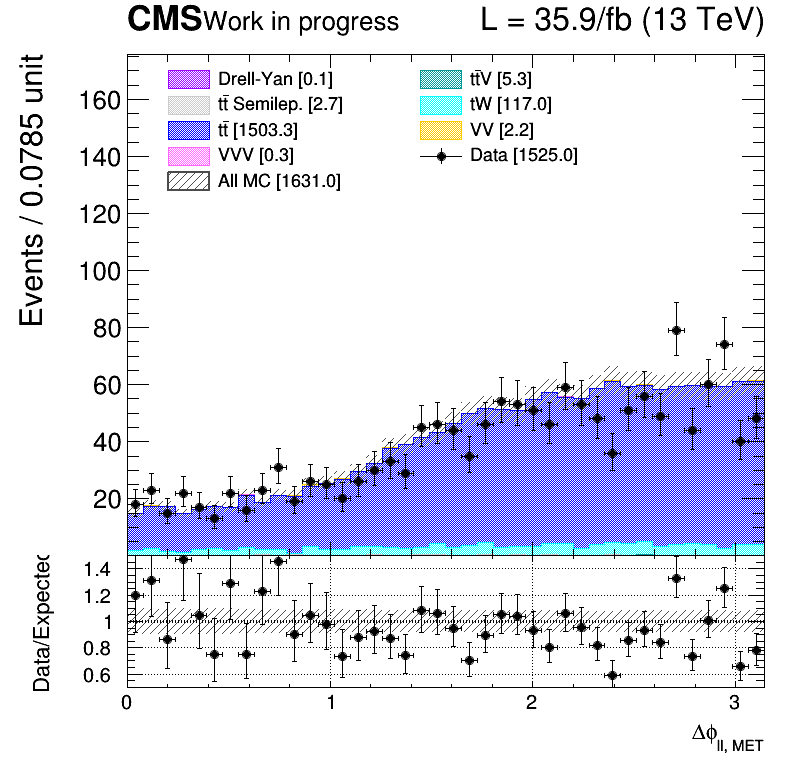 CMS Work in progress L = 35.9/fb (13 TeV)
Events / 0.0785 unit
160
140
120
100
80
60
40
20
Drell-Yan [0.1]
tt̄ Semilep. [2.7]
tt̄ [1503.3]
VVV [0.3]
All MC [1631.0]
tt̄V [5.3]
tW [117.0]
VV [2.2]
Data [1525.0]
Data/Expected
1.4
1.2
1
0.8
0.6
0 1 2 3
Δϕll, MET